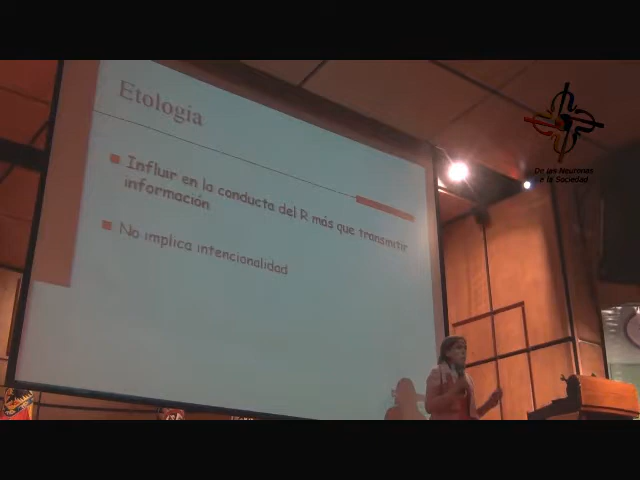 Etología
Influir en la conducta del R más que transmitir
información
No implica intencionalidad
De las Neuronas
a la Sociedad